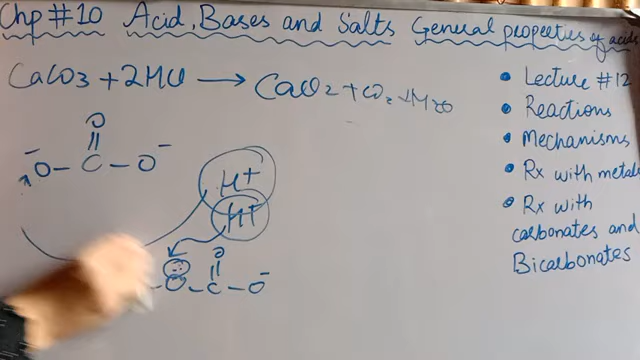 Chp #10 Acid, Bases and Salts General properties of acids
CaCO3 + 2HCl → CaCl2 + CO2 + H2O
O
||
⁻O – C – O⁻
H+
H+
O
||
O – C – O⁻
• Lecture #12
• Reactions
• Mechanisms
• Rx with metals
• Rx with
carbonates and
Bicarbonates